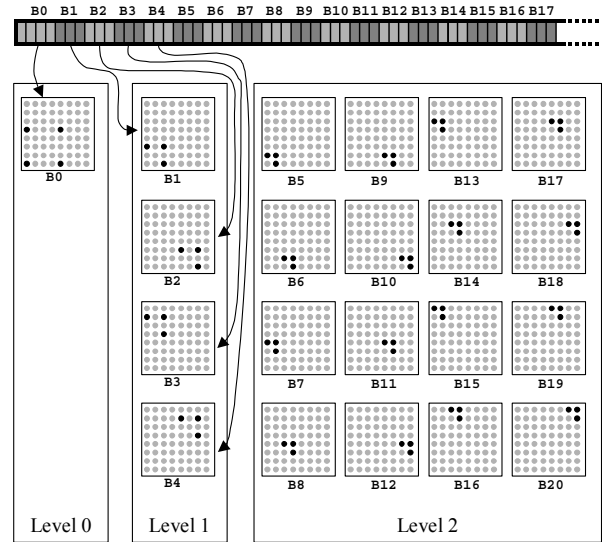 B0 B1 B2 B3 B4 B5 B6 B7 B8 B9 B10 B11 B12 B13 B14 B15 B16 B17
B0 B1 B5 B9 B13 B17
B2 B6 B10 B14 B18
B3 B7 B11 B15 B19
B4 B8 B12 B16 B20
Level 0 Level 1 Level 2